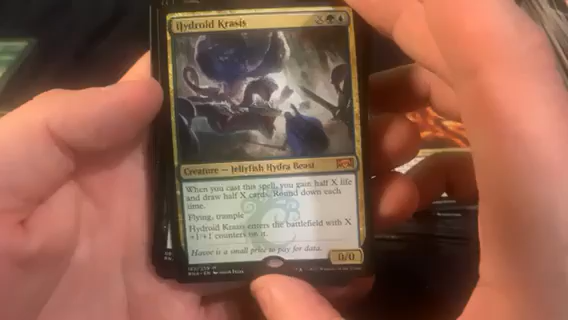 Hydroid Krasis X
Creature — Jellyfish Hydra Beast
When you cast this spell, you gain half X life
and draw half X cards. Round down each
time.
Flying, trample
Hydroid Krasis enters the battlefield with X
+1/+1 counters on it.
Havoc is a small price to pay for data.
0/0